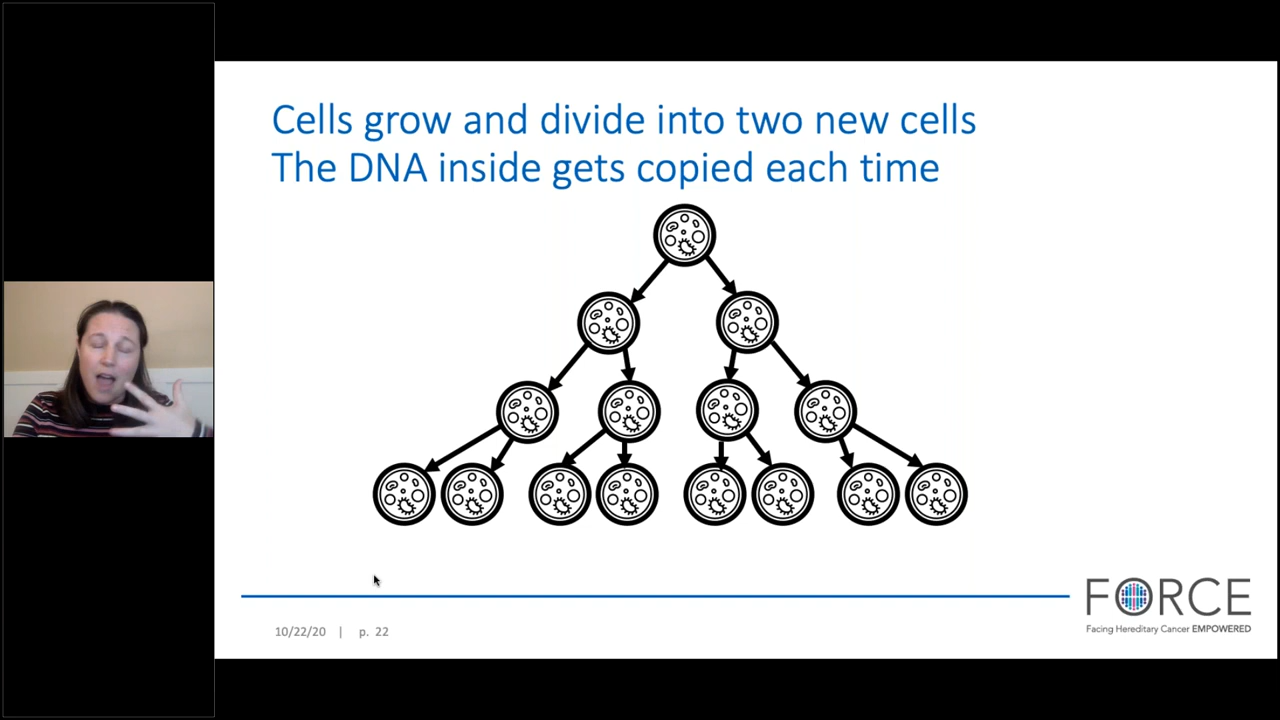 Cells grow and divide into two new cells
The DNA inside gets copied each time
10/22/20 | p. 22
FORCE
Facing Hereditary Cancer EMPOWERED